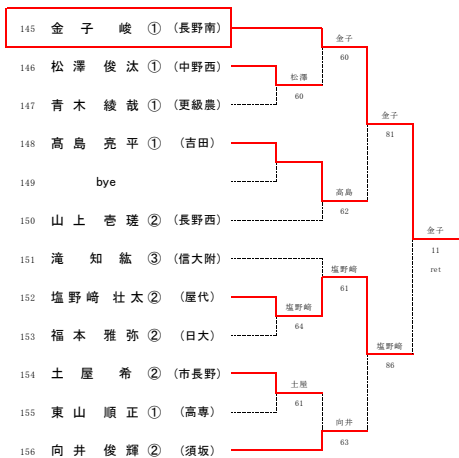 145 金子 峻 ① (長野南)
金子
60
146 松澤 俊汰 ① (中野西)
松澤
60
147 青木 綾哉 ① (更級農)
金子
81
148 髙島 亮平 ① (吉田)
149 bye
髙島
62
150 山上 壱瑳 ② (長野西)
金子
11
ret
151 滝 知紘 ③ (信大附)
塩野﨑
61
152 塩野﨑 壮太 ② (屋代)
塩野﨑
64
153 福本 雅弥 ② (日大)
塩野﨑
86
154 土屋 希 ② (市長野)
土屋
61
155 東山 順正 ① (高専)
向井
63
156 向井 俊輝 ② (須坂)